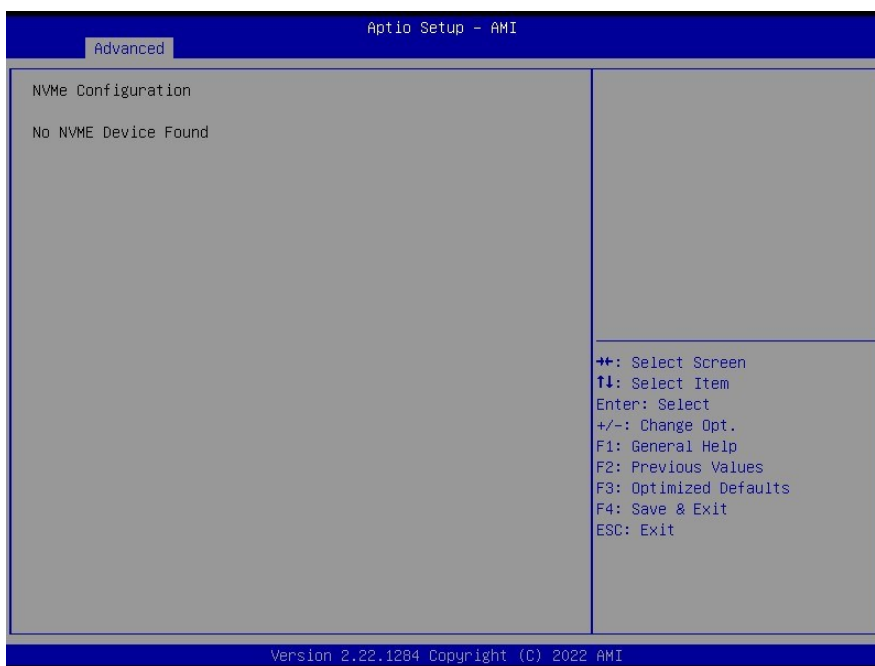 Aptio Setup - AMI
Advanced
NVMe Configuration
No NVME Device Found
→←: Select Screen
↑↓: Select Item
Enter: Select
+/-: Change Opt.
F1: General Help
F2: Previous Values
F3: Optimized Defaults
F4: Save & Exit
ESC: Exit
Version 2.22.1284 Copyright (C) 2022 AMI